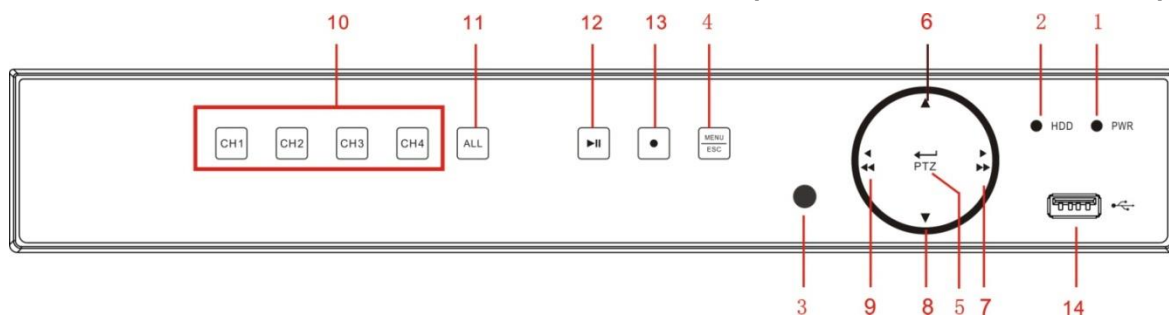 10 11 12 13 4 6 2 1
HDD PWR
CH1 CH2 CH3 CH4 ALL MENU
ESC
PTZ
3 9 8 5 7 14